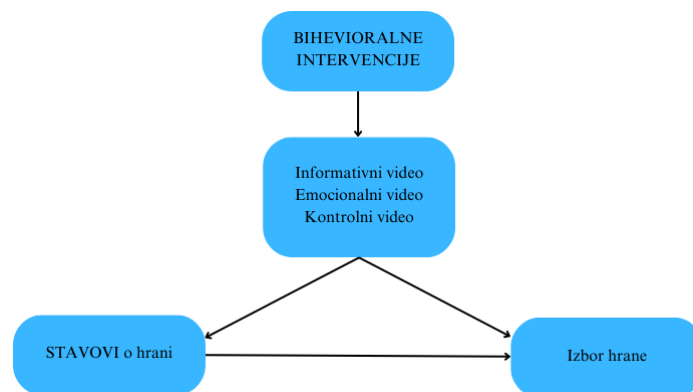 BIHEVIORALNE
INTERVENCIJE
Informativni video
Emocionalni video
Kontrolni video
STAVOVI o hrani
Izbor hrane